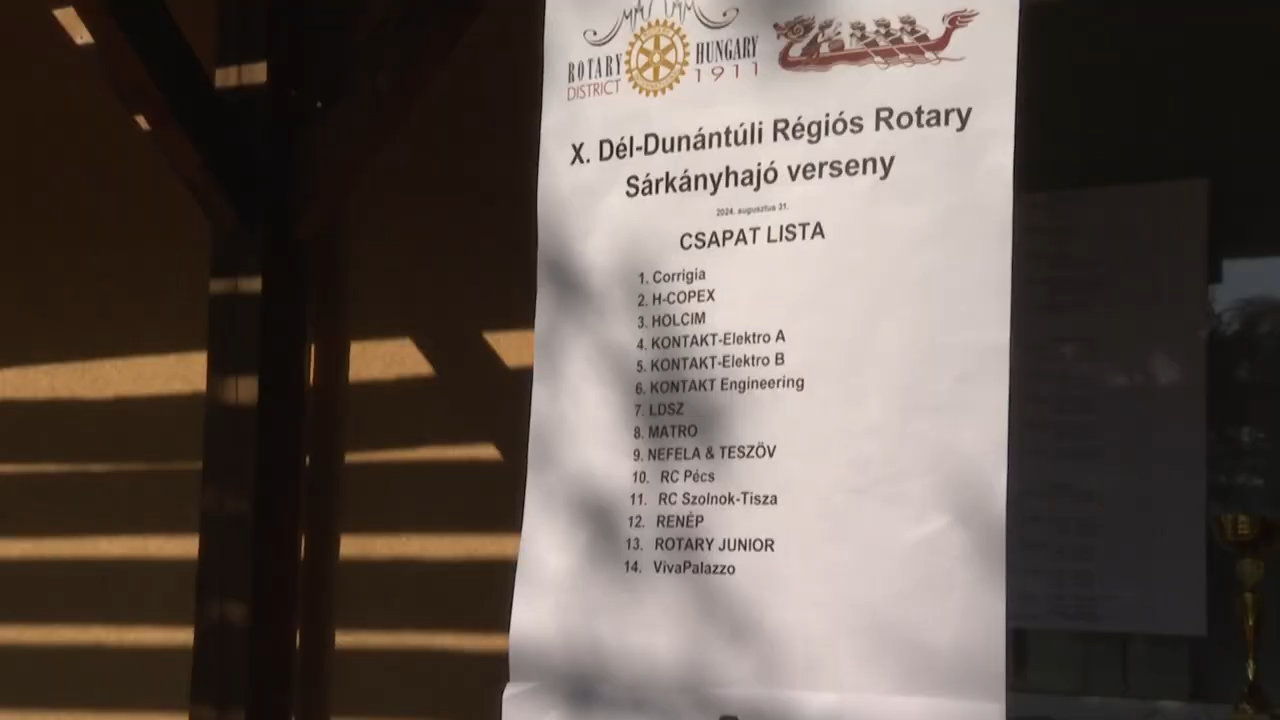 ROTARY HUNGARY
DISTRICT 1911
X. Dél-Dunántúli Régiós Rotary
Sárkányhajó verseny
2024. augusztus 31.
CSAPAT LISTA
1. Corrigia
2. H-COPEX
3. HOLCIM
4. KONTAKT-Elektro A
5. KONTAKT-Elektro B
6. KONTAKT Engineering
7. LDSZ
8. MATRO
9. NEFELA & TESZÖV
10. RC Pécs
11. RC Szolnok-Tisza
12. RENÉP
13. ROTARY JUNIOR
14. VivaPalazzo